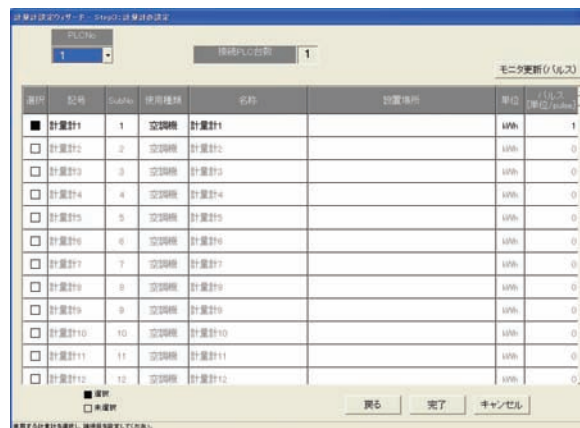 計量計設定ウィザード - Step3:計量計の設定
PLCNo
1
接続PLC台数 1
モニタ更新(パルス)
選択 記号 SubNo 使用種類 名称 設置場所 単位 パルス
[単位/pulse]
■ 計量計1 1 空調機 計量計1 kWh 1
□ 計量計2 2 空調機 計量計2 kWh 0
□ 計量計3 3 空調機 計量計3 kWh 0
□ 計量計4 4 空調機 計量計4 kWh 0
□ 計量計5 5 空調機 計量計5 kWh 0
□ 計量計6 6 空調機 計量計6 kWh 0
□ 計量計7 7 空調機 計量計7 kWh 0
□ 計量計8 8 空調機 計量計8 kWh 0
□ 計量計9 9 空調機 計量計9 kWh 0
□ 計量計10 10 空調機 計量計10 kWh 0
□ 計量計11 11 空調機 計量計11 kWh 0
□ 計量計12 12 空調機 計量計12 kWh 0
■ 選択
□ 未選択
戻る 完了 キャンセル